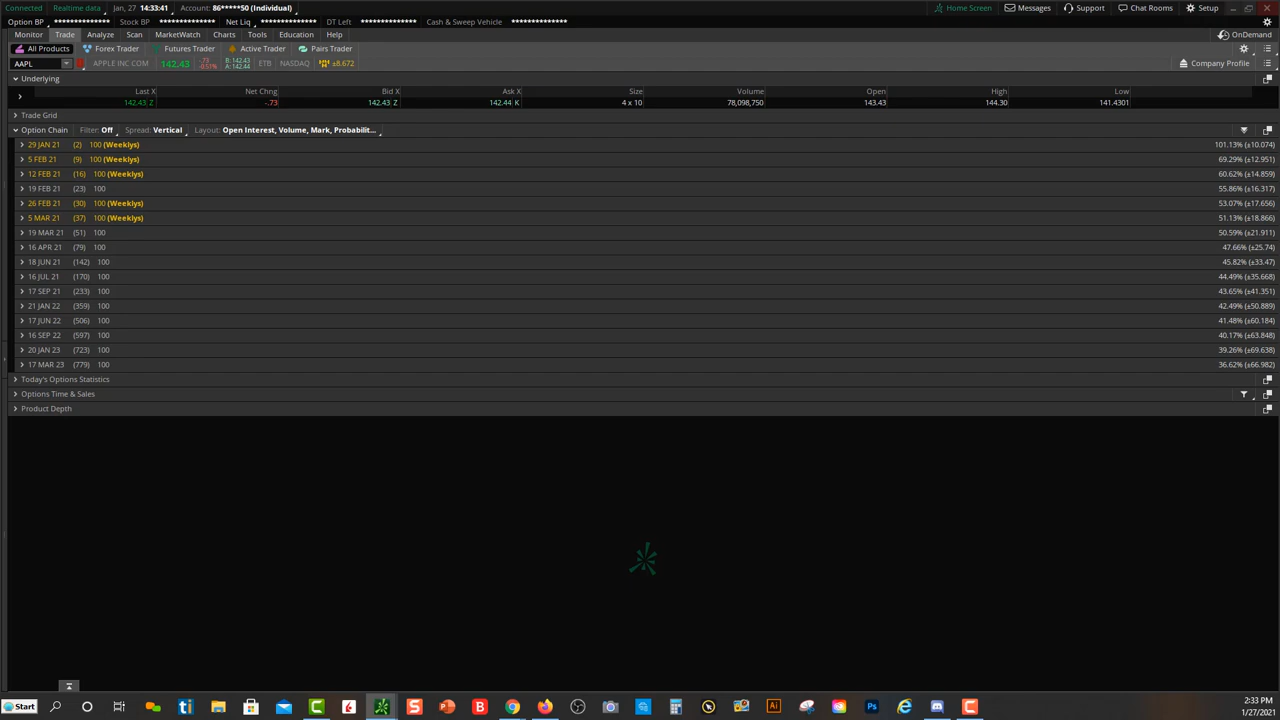 Connected Realtime data Jan, 27 14:33:41 Account: 86*****50 (Individual) Home Screen Messages Support Chat Rooms Setup
Option BP ************* Stock BP ************* Net Liq ************* DT Left ************* Cash & Sweep Vehicle *************
Monitor Trade Analyze Scan MarketWatch Charts Tools Education Help OnDemand
All Products Forex Trader Futures Trader Active Trader Pairs Trader
AAPL APPLE INC COM 142.43 -.73 -0.51% B: 142.43 A: 142.44 ETB NASDAQ ±8.672 Company Profile
Underlying
Last X Net Chng Bid X Ask X Size Volume Open High Low
142.43 Z -.73 142.43 Z 142.44 K 4 x 10 78,098,750 143.43 144.30 141.4301
Trade Grid
Option Chain Filter: Off Spread: Vertical Layout: Open Interest, Volume, Mark, Probabilit...
29 JAN 21 (2) 100 (Weeklys) 101.13% (±10.074)
5 FEB 21 (9) 100 (Weeklys) 69.29% (±12.951)
12 FEB 21 (16) 100 (Weeklys) 60.62% (±14.859)
19 FEB 21 (23) 100 55.86% (±16.317)
26 FEB 21 (30) 100 (Weeklys) 53.07% (±17.656)
5 MAR 21 (37) 100 (Weeklys) 51.13% (±18.866)
19 MAR 21 (51) 100 50.59% (±21.911)
16 APR 21 (79) 100 47.66% (±25.74)
18 JUN 21 (142) 100 45.82% (±33.47)
16 JUL 21 (170) 100 44.49% (±35.668)
17 SEP 21 (233) 100 43.65% (±41.351)
21 JAN 22 (359) 100 42.49% (±50.889)
17 JUN 22 (506) 100 41.48% (±60.184)
16 SEP 22 (597) 100 40.17% (±63.848)
20 JAN 23 (723) 100 39.26% (±69.638)
17 MAR 23 (779) 100 36.62% (±66.982)
Today's Options Statistics
Options Time & Sales
Product Depth
Start 2:33 PM
1/27/2021